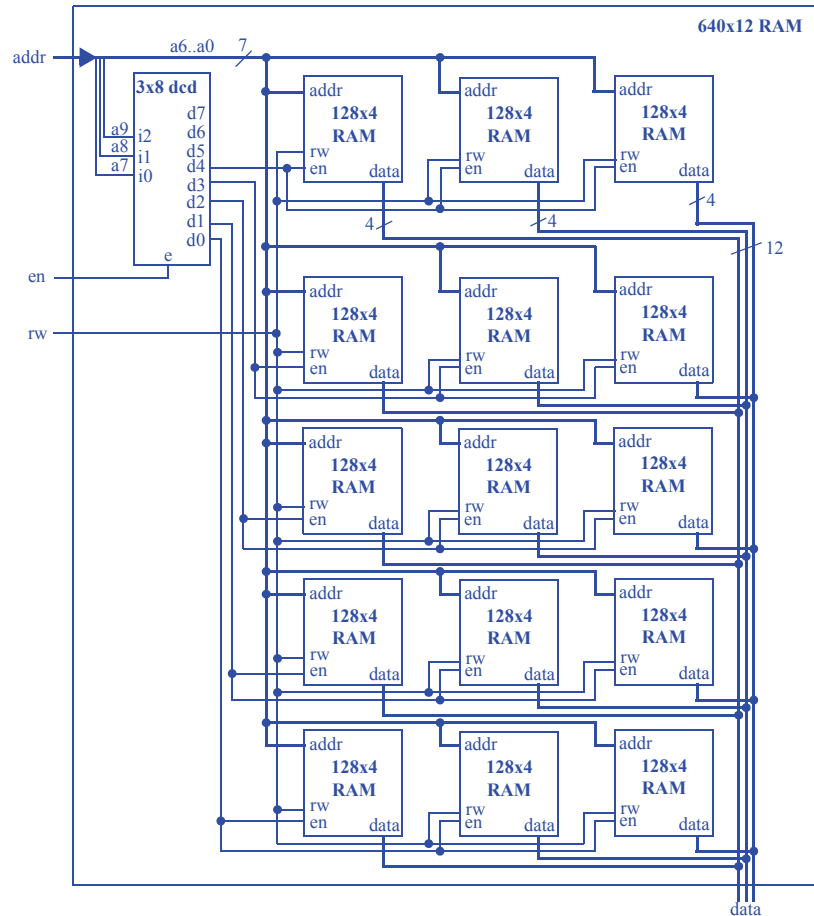 640x12 RAM
addr
a6..a0
7
3x8 dcd
d7
d6
d5
d4
d3
d2
d1
d0
a9
i2
a8
i1
a7
i0
e
en
rw
addr
128x4
RAM
rw
en
data
4
128x4
RAM
addr
rw
en
data
4
addr
128x4
RAM
rw
en
data
4
12
addr
128x4
RAM
rw
en
data
addr
128x4
RAM
rw
en
data
addr
128x4
RAM
rw
en
data
addr
128x4
RAM
rw
en
data
addr
128x4
RAM
rw
en
data
addr
128x4
RAM
rw
en
data
addr
128x4
RAM
rw
en
data
addr
128x4
RAM
rw
en
data
addr
128x4
RAM
rw
en
data
addr
128x4
RAM
rw
en
data
addr
128x4
RAM
rw
en
data
addr
128x4
RAM
rw
en
data
data